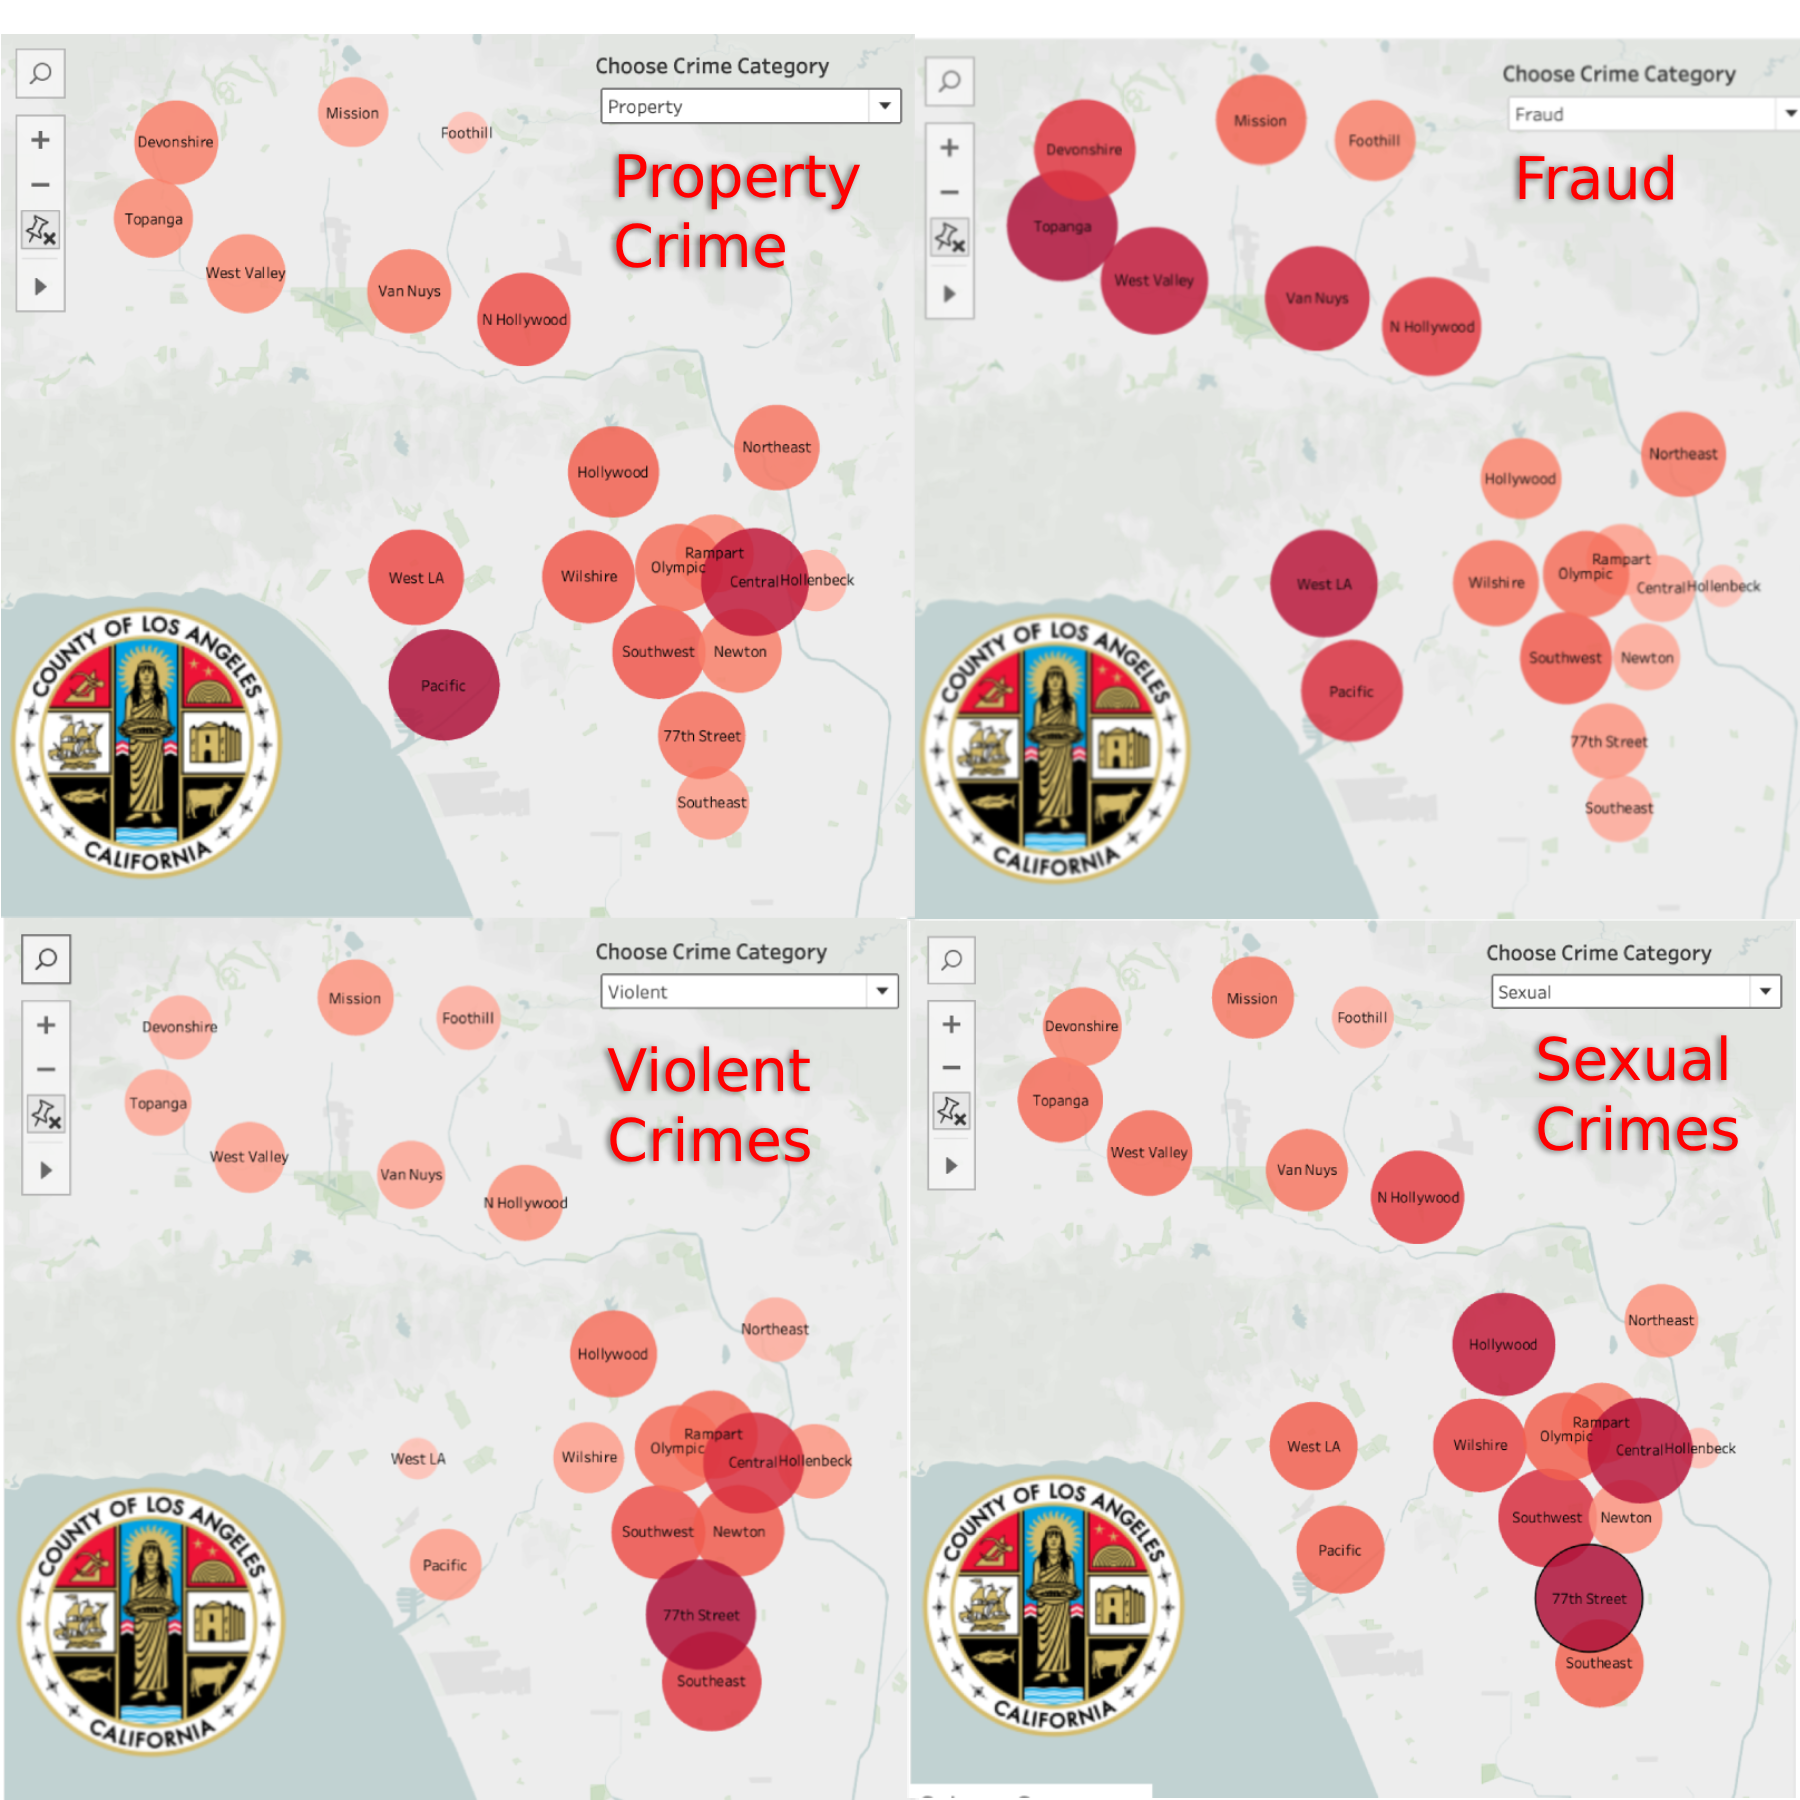 Choose Crime Category
Property
Property
Crime
Mission
Foothill
Devonshire
Topanga
West Valley
Van Nuys
N Hollywood
Northeast
Hollywood
Rampart
Olympic
West LA
Wilshire
Central
Hollenbeck
Southwest
Newton
Pacific
77th Street
Southeast
COUNTY OF LOS ANGELES
CALIFORNIA
Choose Crime Category
Fraud
Fraud
Mission
Foothill
Devonshire
Topanga
West Valley
Van Nuys
N Hollywood
Northeast
Hollywood
Rampart
Olympic
West LA
Wilshire
Central
Hollenbeck
Southwest
Newton
Pacific
77th Street
Southeast
COUNTY OF LOS ANGELES
CALIFORNIA
Choose Crime Category
Violent
Violent
Crimes
Mission
Foothill
Devonshire
Topanga
West Valley
Van Nuys
N Hollywood
Northeast
Hollywood
Rampart
Olympic
West LA
Wilshire
Central
Hollenbeck
Southwest
Newton
Pacific
77th Street
Southeast
COUNTY OF LOS ANGELES
CALIFORNIA
Choose Crime Category
Sexual
Sexual
Crimes
Mission
Foothill
Devonshire
Topanga
West Valley
Van Nuys
N Hollywood
Northeast
Hollywood
Rampart
Olympic
West LA
Wilshire
Central
Hollenbeck
Southwest
Newton
Pacific
77th Street
Southeast
COUNTY OF LOS ANGELES
CALIFORNIA